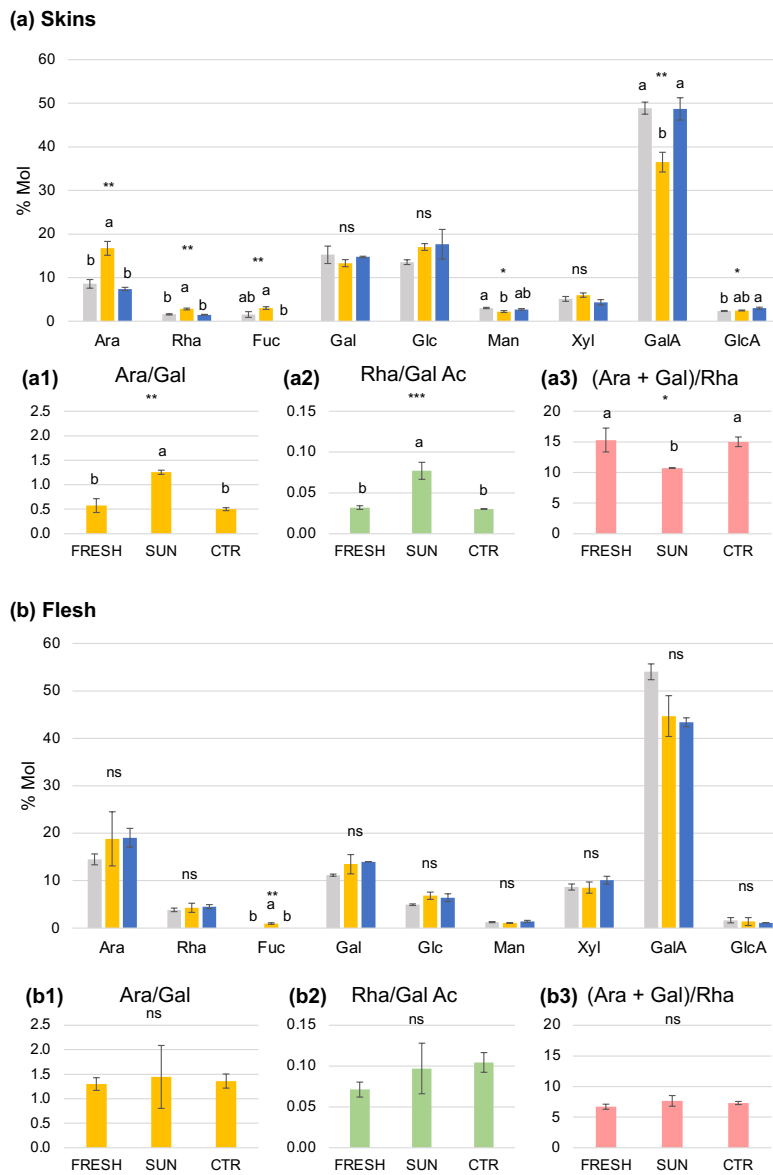 (a) Skins
60
50
40
30
20
10
0
% Mol
** ** ** ns ns * ns a ** a *
b a b b a b ab a b a b ab b b ab a
Ara Rha Fuc Gal Glc Man Xyl GalA GlcA
(a1) Ara/Gal
**
2.5
2.0
1.5
1.0
0.5
0.0
b a b
FRESH SUN CTR
(a2) Rha/Gal Ac
***
0.15
0.10
0.05
0.00
b a b
FRESH SUN CTR
(a3) (Ara + Gal)/Rha
*
20
15
10
5
0
a b a
FRESH SUN CTR
(b) Flesh
60
50
40
30
20
10
0
% Mol
ns ns ** ns ns ns ns ns ns
b a b
Ara Rha Fuc Gal Glc Man Xyl GalA GlcA
(b1) Ara/Gal
ns
2.5
2.0
1.5
1.0
0.5
0.0
FRESH SUN CTR
(b2) Rha/Gal Ac
ns
0.15
0.10
0.05
0.00
FRESH SUN CTR
(b3) (Ara + Gal)/Rha
ns
20
15
10
5
0
FRESH SUN CTR